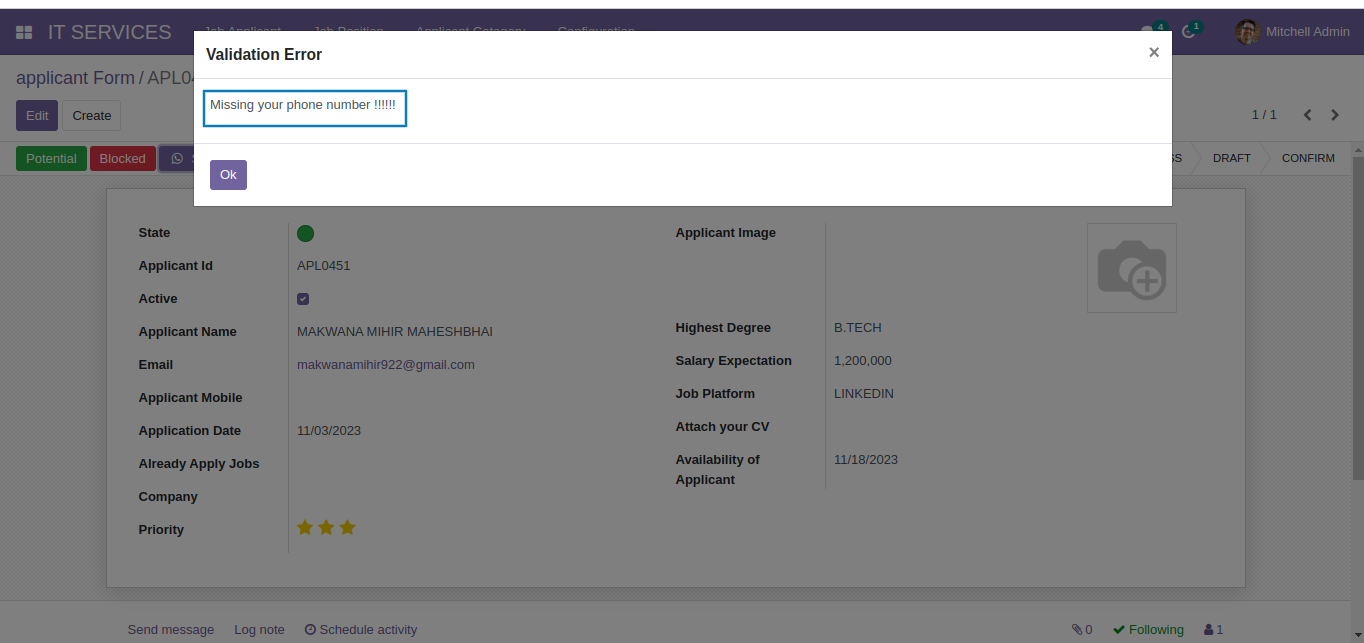 IT SERVICES Job Applicant Job Position Applicant Category Configuration 4 1 Mitchell Admin
Validation Error ×
applicant Form / APL04
Missing your phone number !!!!!!
Edit Create 1 / 1
Potential Blocked DRAFT CONFIRM
Ok
State Applicant Image
Applicant Id APL0451
Active
Applicant Name MAKWANA MIHIR MAHESHBHAI Highest Degree B.TECH
Email makwanamihir922@gmail.com Salary Expectation 1,200,000
Applicant Mobile Job Platform LINKEDIN
Application Date 11/03/2023 Attach your CV
Already Apply Jobs Availability of 11/18/2023
Applicant
Company
Priority
Send message Log note Schedule activity 0 Following 1